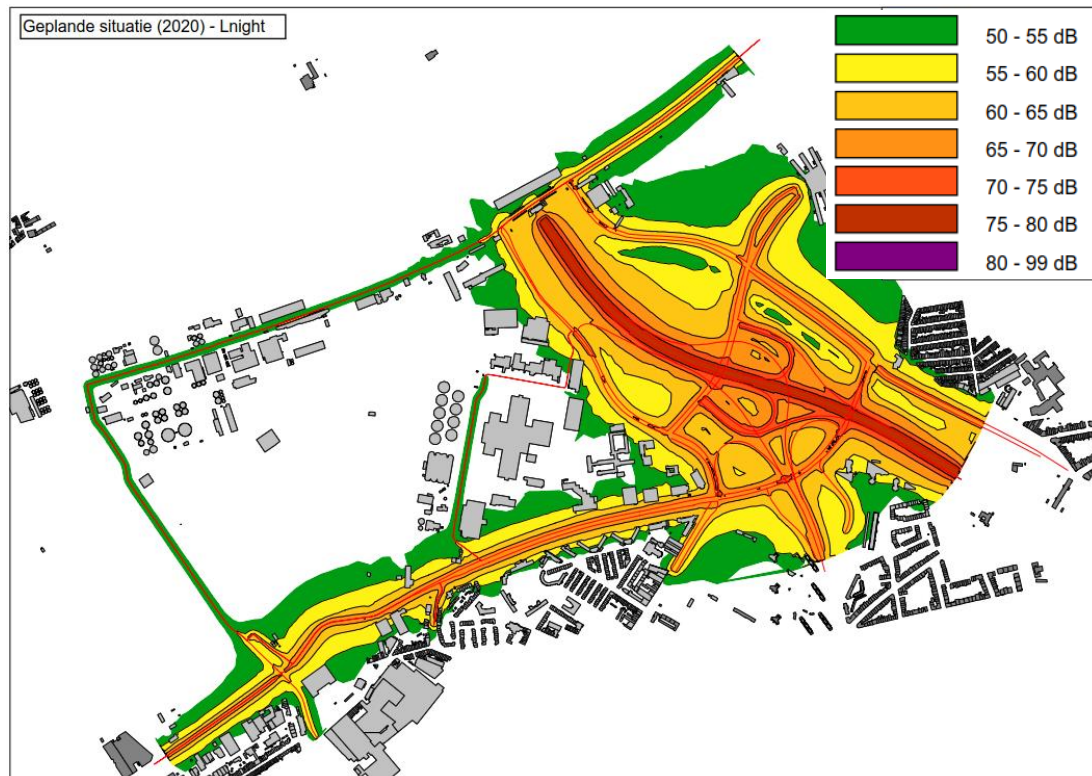 Geplande situatie (2020) - Lnight
50 - 55 dB
55 - 60 dB
60 - 65 dB
65 - 70 dB
70 - 75 dB
75 - 80 dB
80 - 99 dB